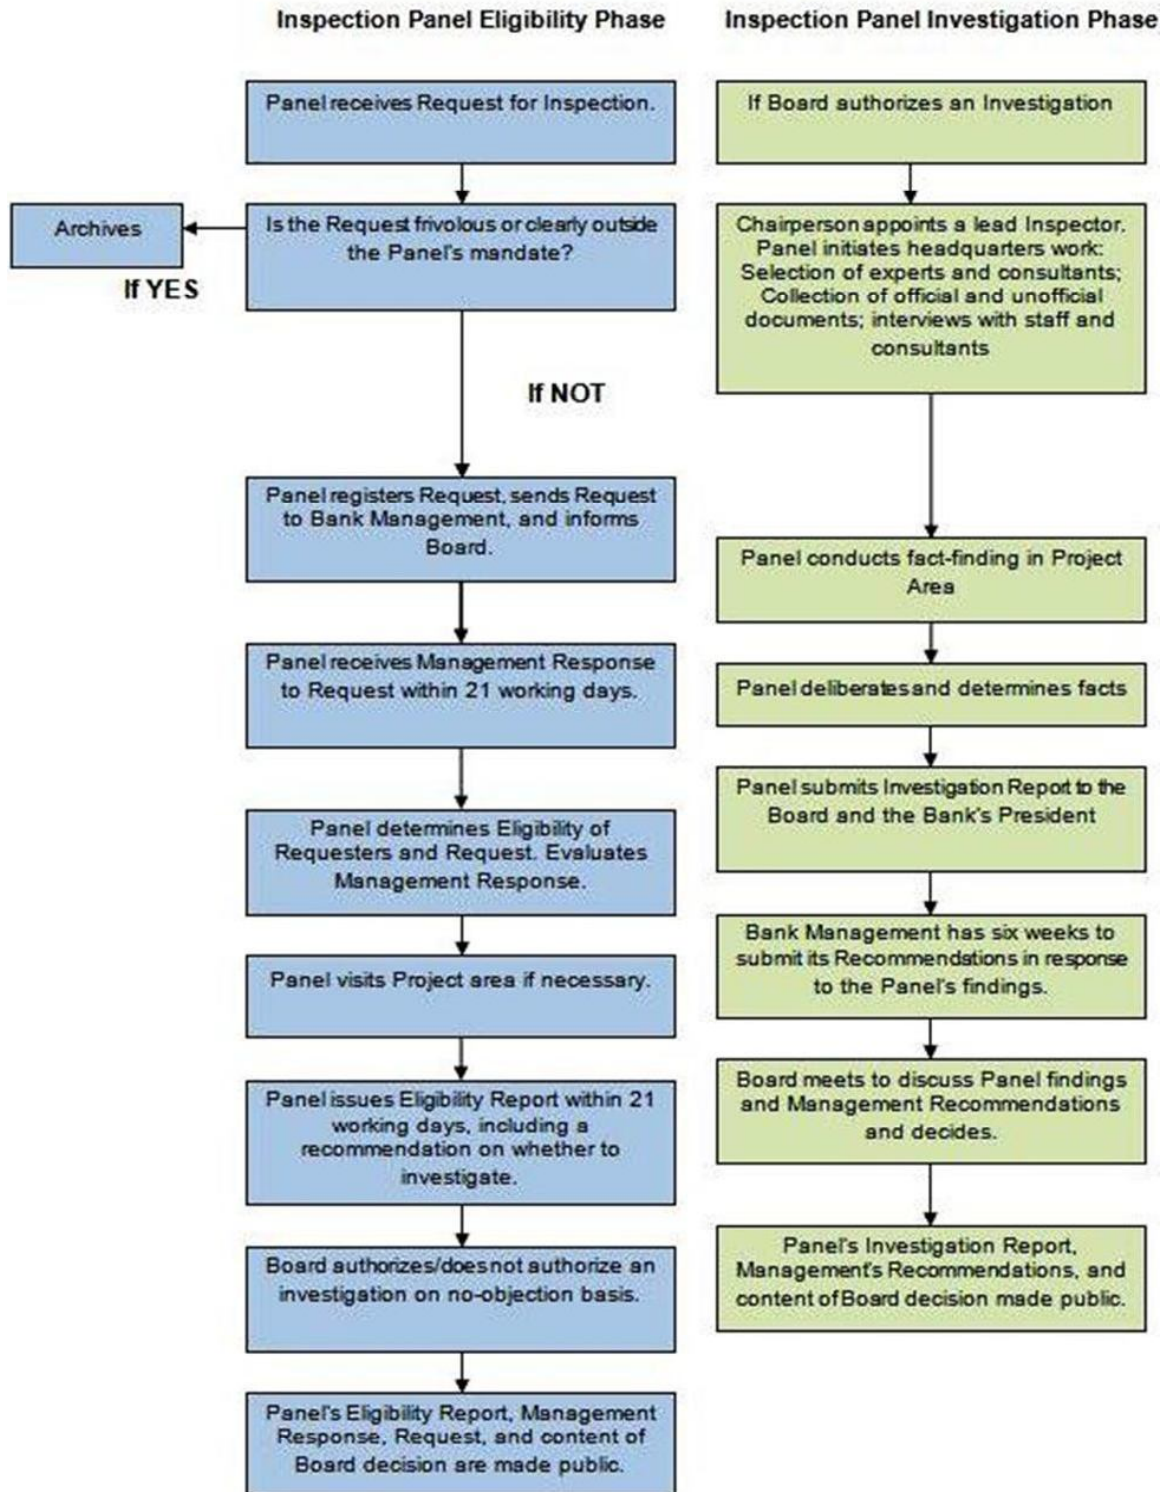 Inspection Panel Eligibility Phase
Panel receives Request for Inspection.
Is the Request frivolous or clearly outside
the Panel's mandate?
Archives
If YES
If NOT
Panel registers Request, sends Request
to Bank Management, and informs
Board.
Panel receives Management Response
to Request within 21 working days.
Panel determines Eligibility of
Requesters and Request. Evaluates
Management Response.
Panel visits Project area if necessary.
Panel issues Eligibility Report within 21
working days, including a
recommendation on whether to
investigate.
Board authorizes/does not authorize an
investigation on no-objection basis.
Panel's Eligibility Report, Management
Response, Request, and content of
Board decision are made public.
Inspection Panel Investigation Phase
If Board authorizes an Investigation
Chairperson appoints a lead Inspector.
Panel initiates headquarters work:
Selection of experts and consultants;
Collection of official and unofficial
documents; interviews with staff and
consultants
Panel conducts fact-finding in Project
Area
Panel deliberates and determines facts
Panel submits Investigation Report to the
Board and the Bank's President
Bank Management has six weeks to
submit its Recommendations in response
to the Panel's findings.
Board meets to discuss Panel findings
and Management Recommendations
and decides.
Panel's Investigation Report,
Management's Recommendations, and
content of Board decision made public.